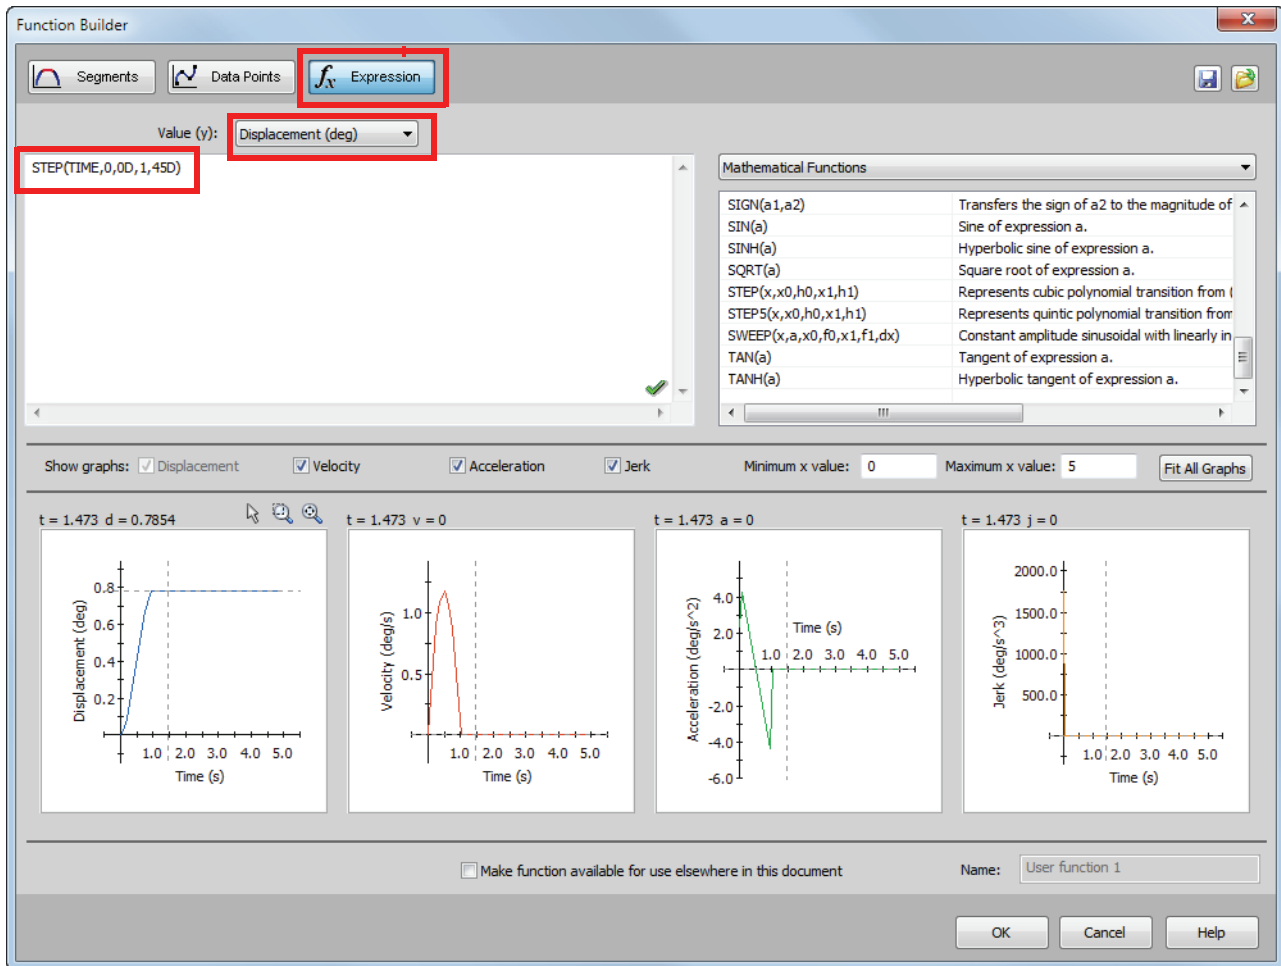 Function Builder
Segments Data Points fx Expression
Value (y): Displacement (deg)
STEP(TIME,0,0D,1,45D)
Mathematical Functions
SIGN(a1,a2) Transfers the sign of a2 to the magnitude of
SIN(a) Sine of expression a.
SINH(a) Hyperbolic sine of expression a.
SQRT(a) Square root of expression a.
STEP(x,x0,h0,x1,h1) Represents cubic polynomial transition from (
STEP5(x,x0,h0,x1,h1) Represents quintic polynomial transition from
SWEEP(x,a,x0,f0,x1,f1,dx) Constant amplitude sinusoidal with linearly in
TAN(a) Tangent of expression a.
TANH(a) Hyperbolic tangent of expression a.
Show graphs: Displacement Velocity Acceleration Jerk Minimum x value: 0 Maximum x value: 5 Fit All Graphs
t = 1.473 d = 0.7854
0.8
0.6
0.4
0.2
Displacement (deg)
1.0 2.0 3.0 4.0 5.0
Time (s)
t = 1.473 v = 0
1.0
0.5
Velocity (deg/s)
1.0 2.0 3.0 4.0 5.0
Time (s)
t = 1.473 a = 0
4.0
2.0
-2.0
-4.0
-6.0
Acceleration (deg/s^2)
Time (s)
1.0 2.0 3.0 4.0 5.0
t = 1.473 j = 0
2000.0
1500.0
1000.0
500.0
Jerk (deg/s^3)
1.0 2.0 3.0 4.0 5.0
Time (s)
Make function available for use elsewhere in this document Name: User function 1
OK Cancel Help